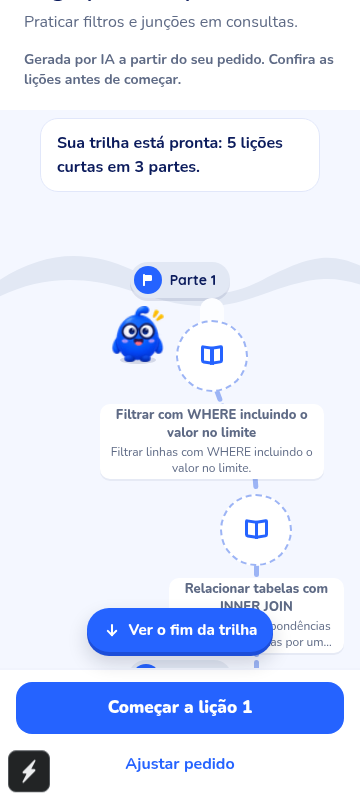 Praticar filtros e junções em consultas.
Gerada por IA a partir do seu pedido. Confira as
lições antes de começar.
Sua trilha está pronta: 5 lições
curtas em 3 partes.
Parte 1
Filtrar com WHERE incluindo o
valor no limite
Filtrar linhas com WHERE incluindo o
valor no limite.
Relacionar tabelas com
INNER JOIN
por um...
Ver o fim da trilha
Começar a lição 1
Ajustar pedido